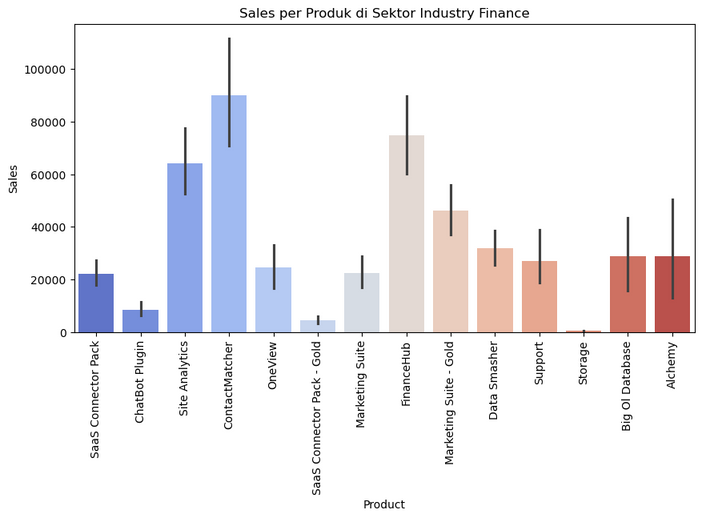 Sales per Produk di Sektor Industry Finance
Sales
100000
80000
60000
40000
20000
0
SaaS Connector Pack
ChatBot Plugin
Site Analytics
ContactMatcher
OneView
SaaS Connector Pack - Gold
Marketing Suite
FinanceHub
Marketing Suite - Gold
Data Smasher
Support
Storage
Big Ol Database
Alchemy
Product